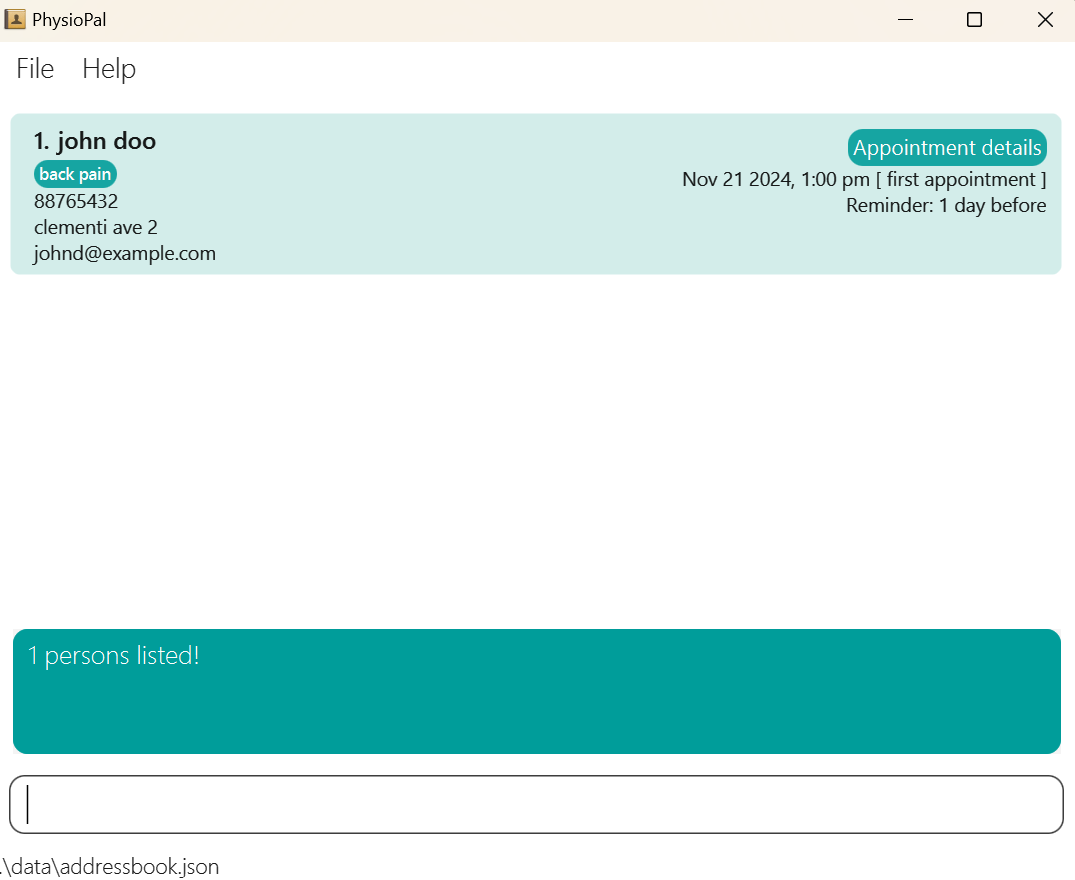 PhysioPal
File Help
1. john doo
back pain
88765432
clementi ave 2
johnd@example.com
Appointment details
Nov 21 2024, 1:00 pm [ first appointment ]
Reminder: 1 day before
1 persons listed!
.\data\addressbook.json